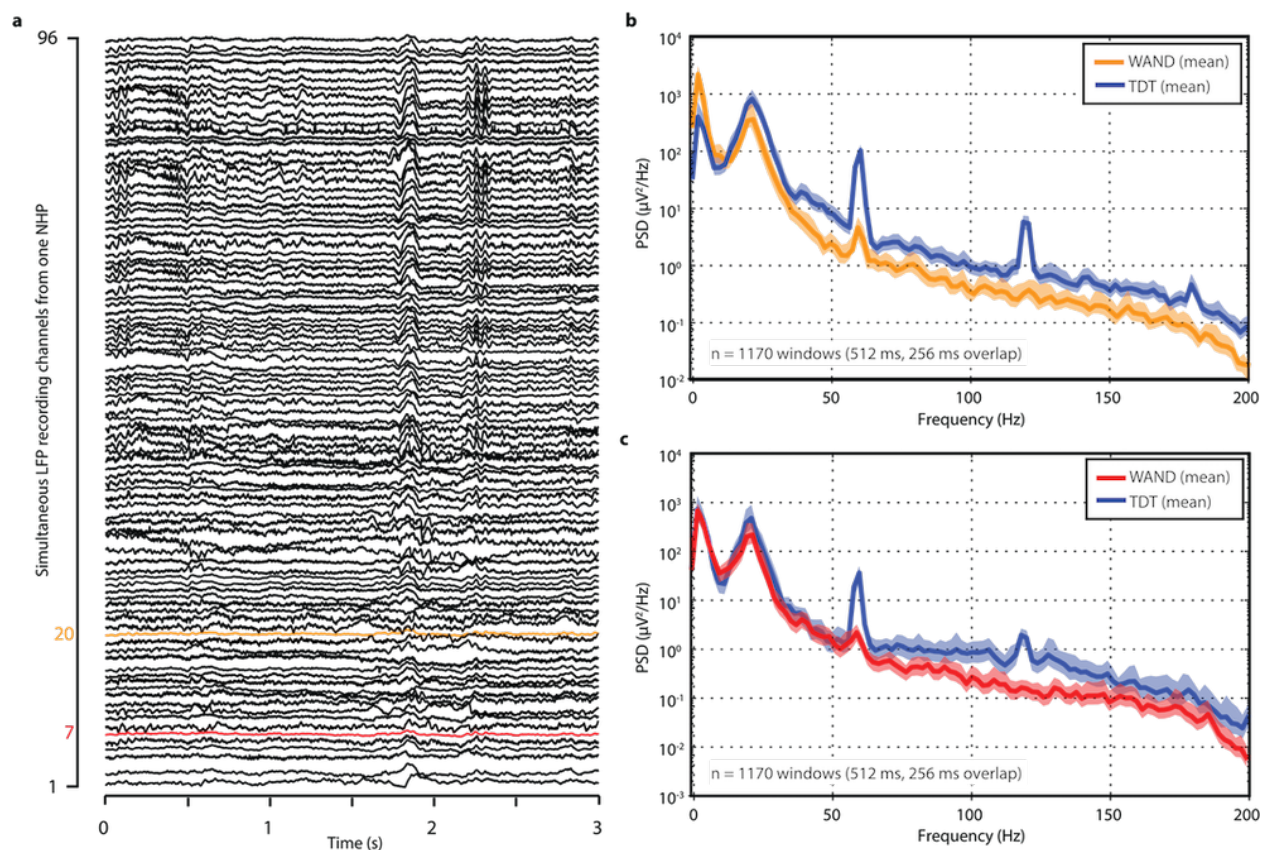 a
96
Simultaneous LFP recording channels from one NHP
20
7
1
0
1
2
3
Time (s)
b
10⁴
10³
10²
10¹
10⁰
10⁻¹
10⁻²
PSD (µV²/Hz)
WAND (mean)
TDT (mean)
n = 1170 windows (512 ms, 256 ms overlap)
0
50
100
150
200
Frequency (Hz)
c
10⁴
10³
10²
10¹
10⁰
10⁻¹
10⁻²
10⁻³
PSD (µV²/Hz)
WAND (mean)
TDT (mean)
n = 1170 windows (512 ms, 256 ms overlap)
0
50
100
150
200
Frequency (Hz)